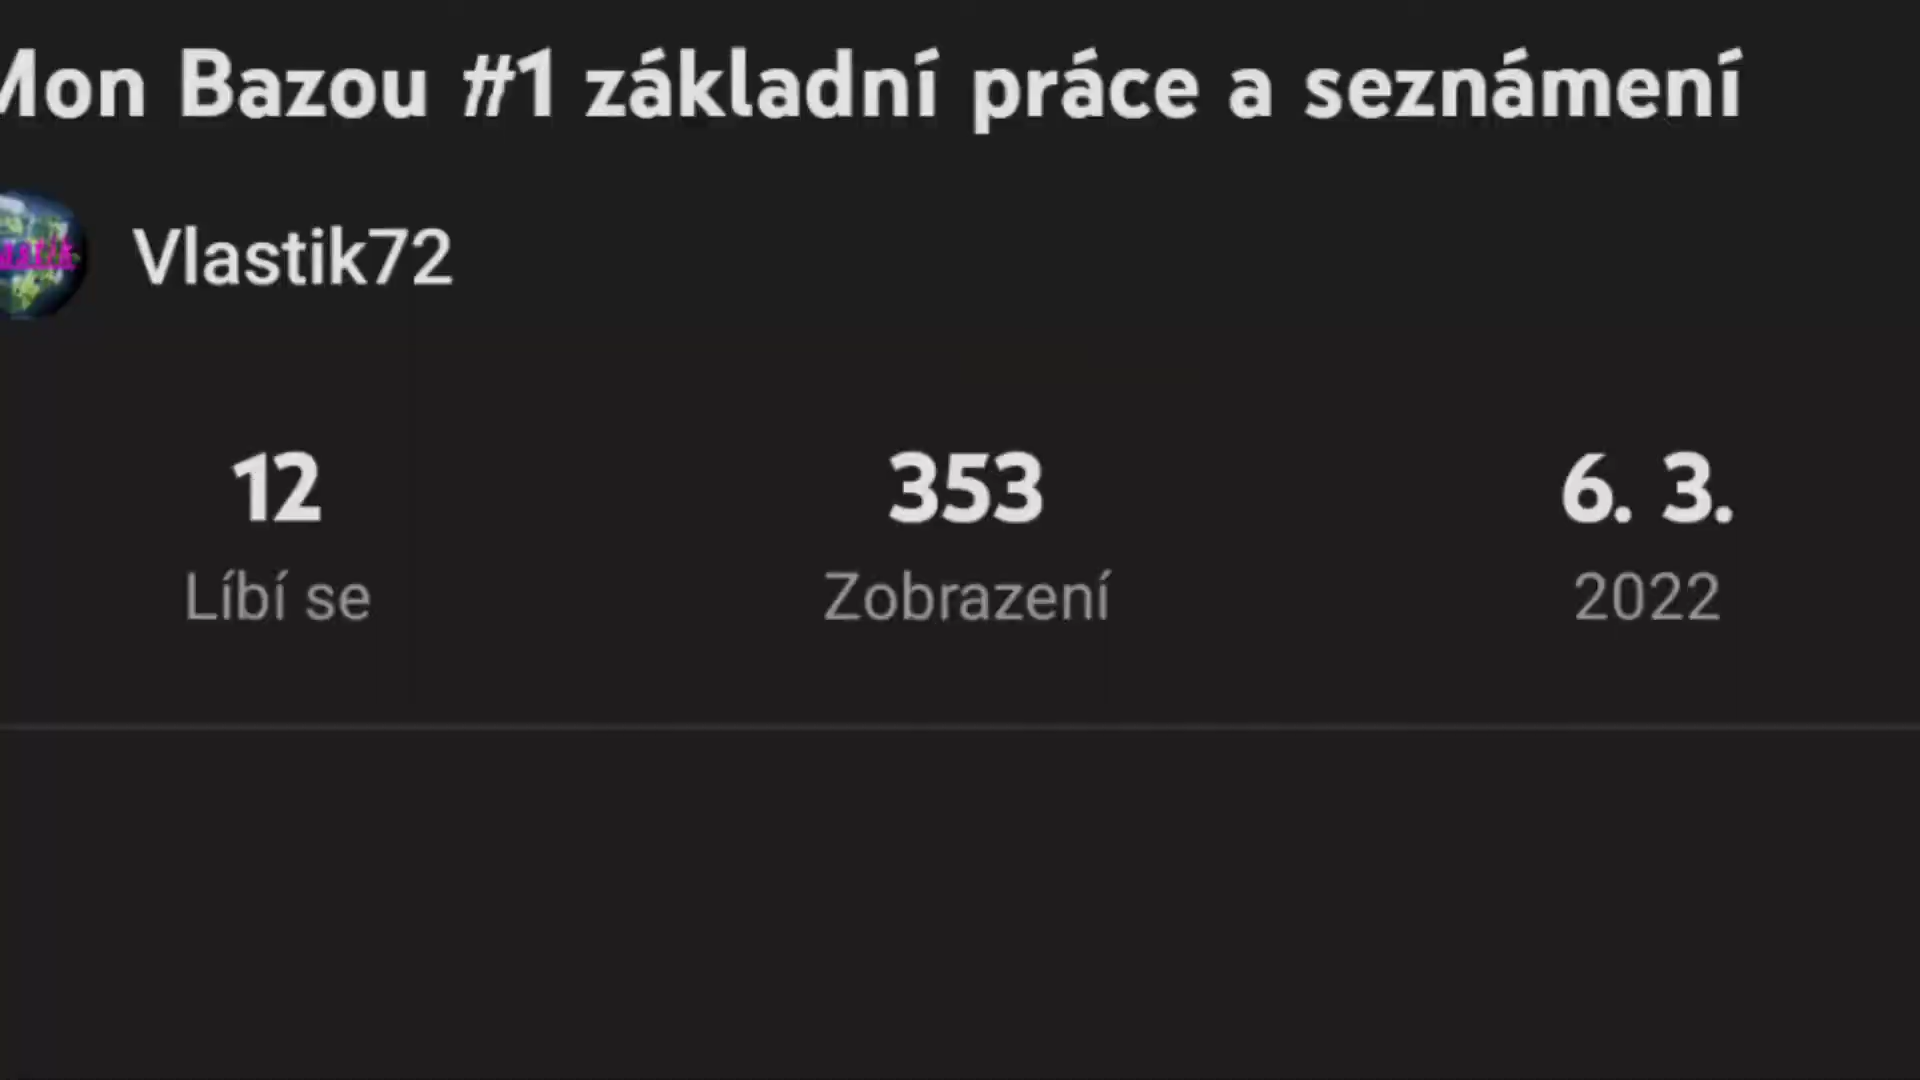 Mon Bazou #1 základní práce a seznámení
Vlastik72
12
353
6. 3.
Líbí se
Zobrazení
2022